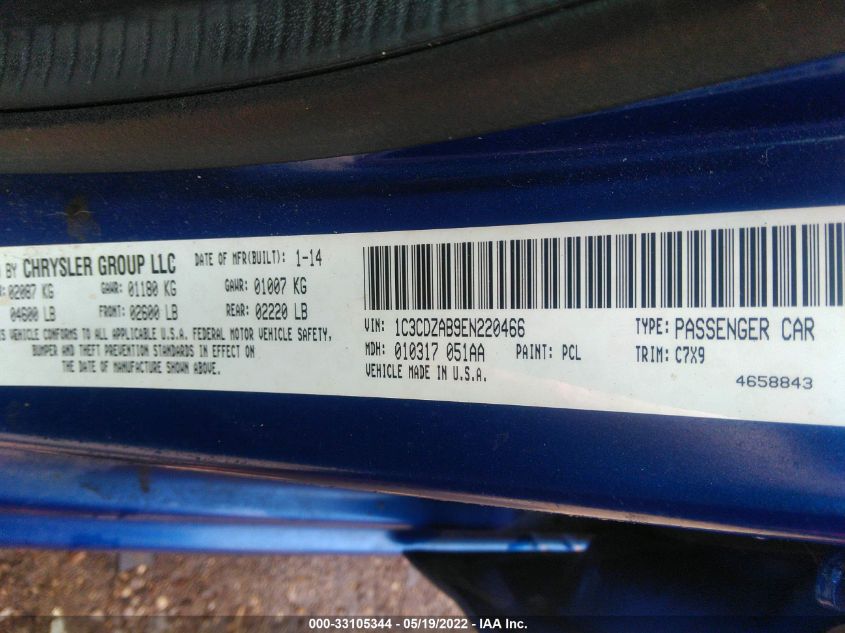 BY CHRYSLER GROUP LLC DATE OF MFR(BUILT): 1-14
02087 KG GAWR: 01180 KG GAWR: 01007 KG
04600 LB FRONT: 02600 LB REAR: 02220 LB
VEHICLE COMPLIES WITH ALL APPLICABLE U.S.A. FEDERAL MOTOR VEHICLE SAFETY,
BUMPER AND THEFT PREVENTION STANDARDS IN EFFECT ON
THE DATE OF MANUFACTURE SHOWN ABOVE.
VIN: 1C3CDZAB9EN220466 TYPE: PASSENGER CAR
MDH: 010317 051AA PAINT: PCL TRIM: C7X9
VEHICLE MADE IN U.S.A.
4658843
000-33105344 / 05/19/2022 — IAA Inc.